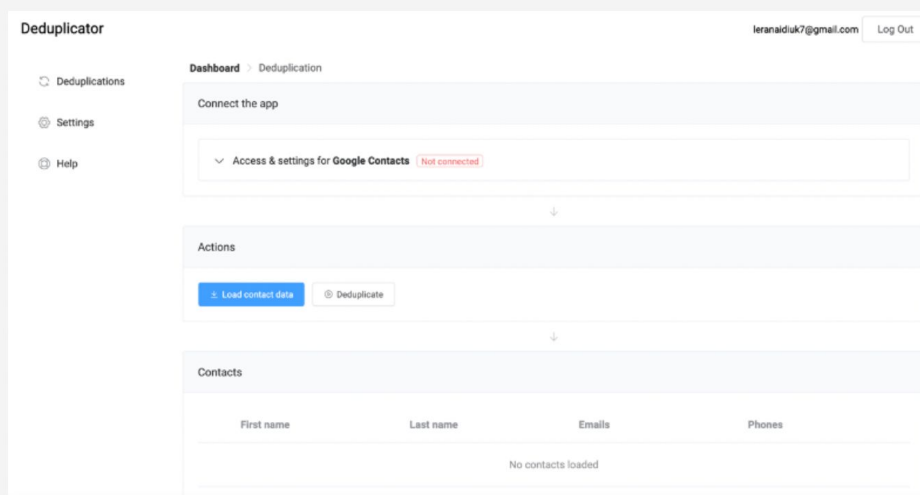 Deduplicator
leranaidiuk7@gmail.com Log Out
Deduplications
Settings
Help
Dashboard > Deduplication
Connect the app
Access & settings for Google Contacts Not connected
Actions
Load contact data Deduplicate
Contacts
First name Last name Emails Phones
No contacts loaded